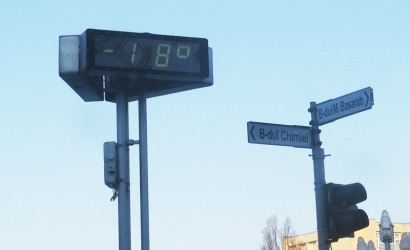 -18°
B-dul M. Basarab
B-dul Chimiei